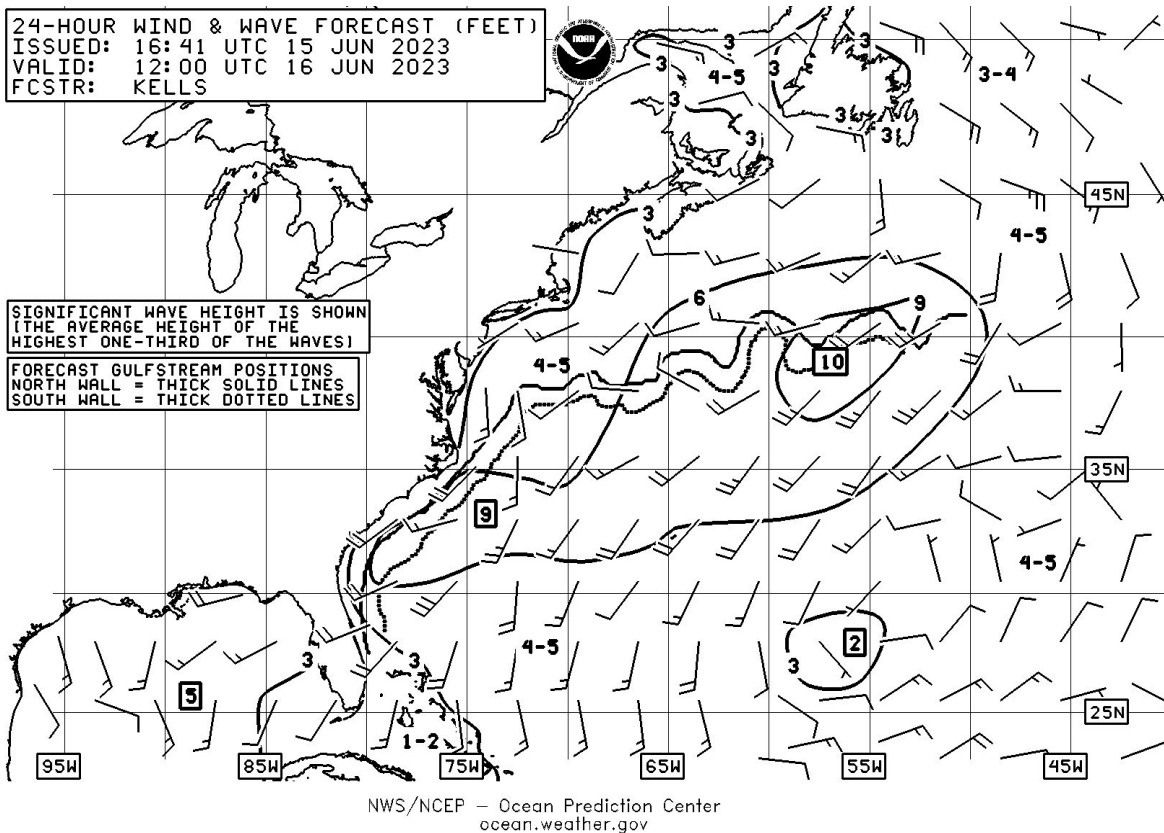 24-HOUR WIND & WAVE FORECAST (FEET)
ISSUED: 16:41 UTC 15 JUN 2023
VALID: 12:00 UTC 16 JUN 2023
FCSTR: KELLS
NOAA
3
3
3
4-5
3
3-4
3
3
3
3
45N
3
4-5
SIGNIFICANT WAVE HEIGHT IS SHOWN
(THE AVERAGE HEIGHT OF THE
HIGHEST ONE-THIRD OF THE WAVES)
6
9
FORECAST GULFSTREAM POSITIONS
NORTH WALL = THICK SOLID LINES
SOUTH WALL = THICK DOTTED LINES
4-5
10
35N
9
4-5
4-5
2
3
3
3
5
25N
1-2
95W
85W
75W
65W
55W
45W
NWS/NCEP – Ocean Prediction Center
ocean.weather.gov